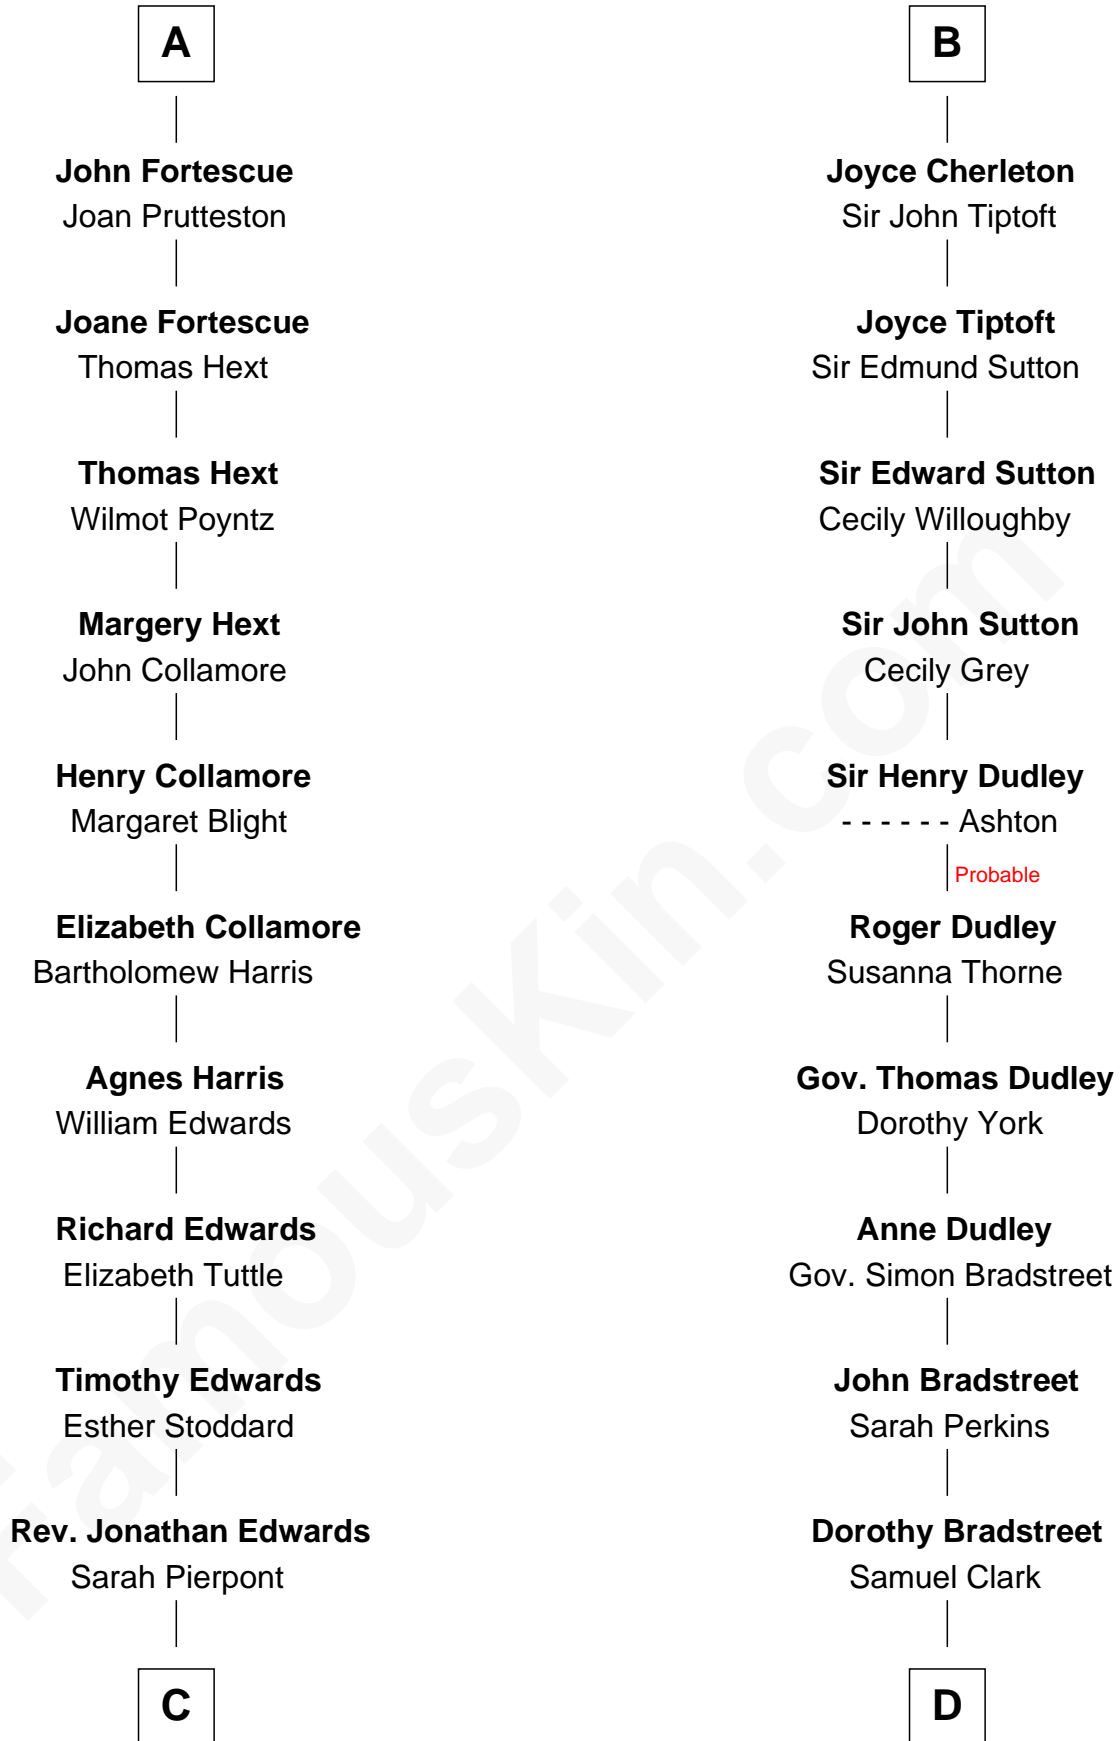 A
John Fortescue
Joan Prutteston
Joane Fortescue
Thomas Hext
Thomas Hext
Wilmot Poyntz
Margery Hext
John Collamore
Henry Collamore
Margaret Blight
Elizabeth Collamore
Bartholomew Harris
Agnes Harris
William Edwards
Richard Edwards
Elizabeth Tuttle
Timothy Edwards
Esther Stoddard
Rev. Jonathan Edwards
Sarah Pierpont
C
B
Joyce Cherleton
Sir John Tiptoft
Joyce Tiptoft
Sir Edmund Sutton
Sir Edward Sutton
Cecily Willoughby
Sir John Sutton
Cecily Grey
Sir Henry Dudley
- - - - - - Ashton
Probable
Roger Dudley
Susanna Thorne
Gov. Thomas Dudley
Dorothy York
Anne Dudley
Gov. Simon Bradstreet
John Bradstreet
Sarah Perkins
Dorothy Bradstreet
Samuel Clark
D
FamousKin.com